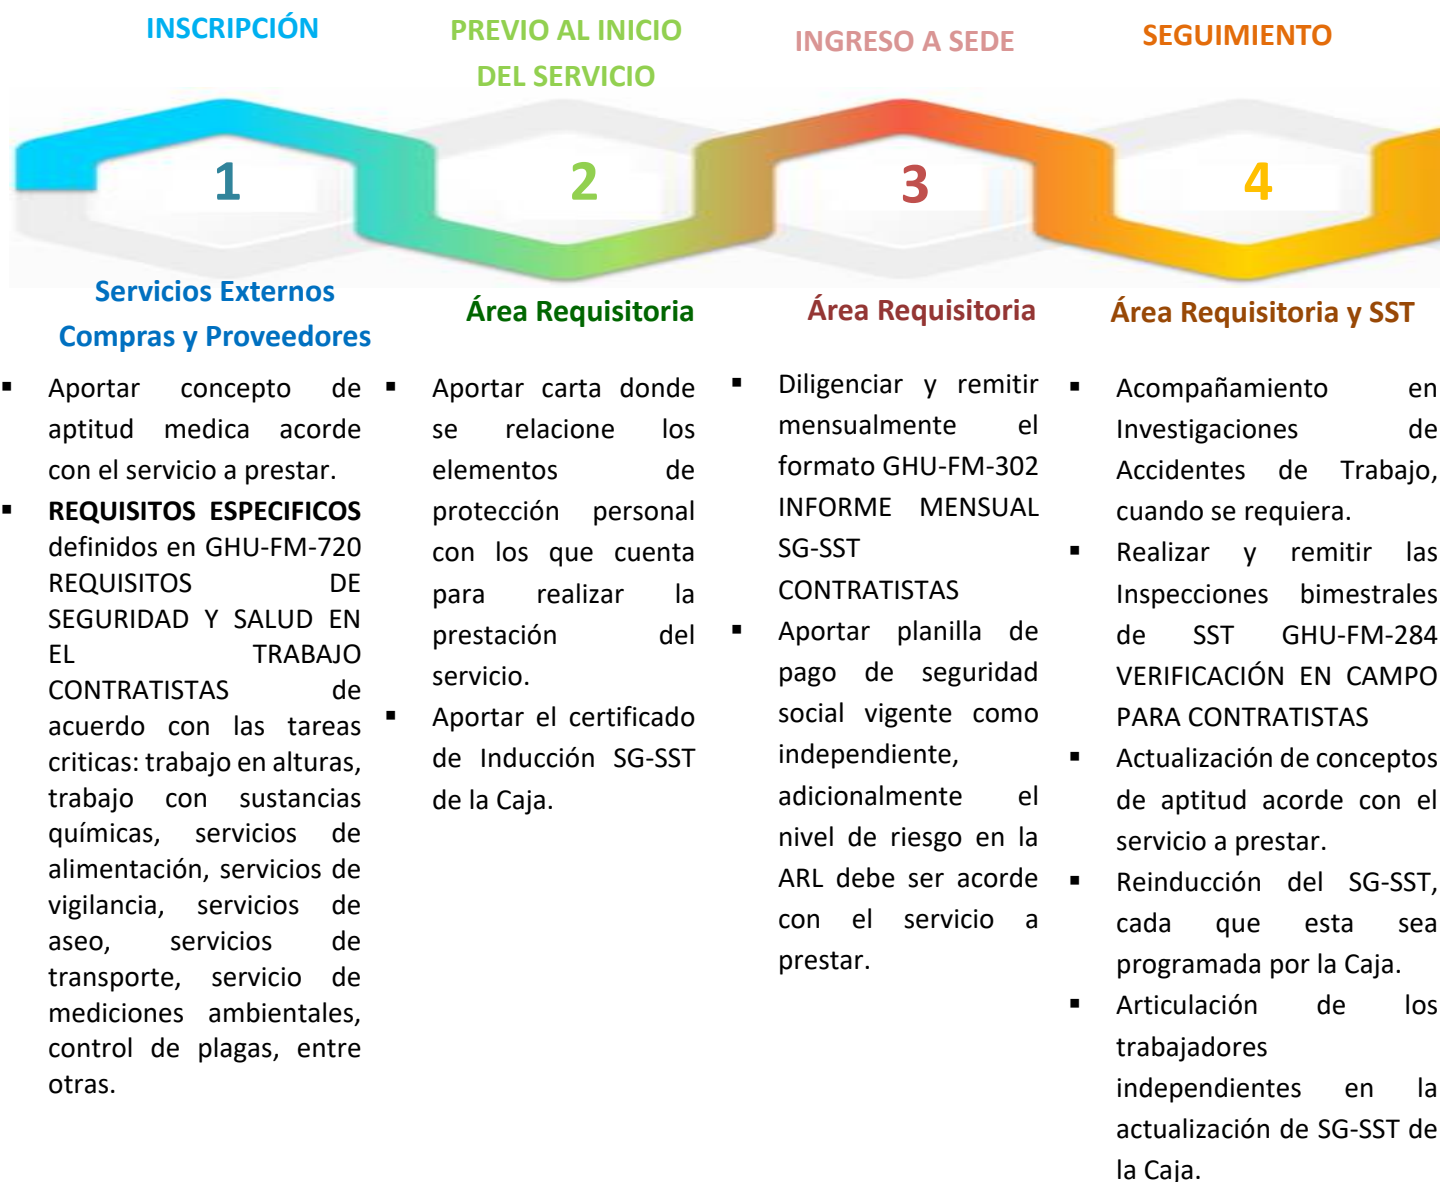 INSCRIPCIÓN
PREVIO AL INICIO
DEL SERVICIO
INGRESO A SEDE
SEGUIMIENTO
1
2
3
4
Servicios Externos
Compras y Proveedores
▪ Aportar concepto de
aptitud medica acorde
con el servicio a prestar.
▪ REQUISITOS ESPECIFICOS
definidos en GHU-FM-720
REQUISITOS DE
SEGURIDAD Y SALUD EN
EL TRABAJO
CONTRATISTAS de
acuerdo con las tareas
criticas: trabajo en alturas,
trabajo con sustancias
químicas, servicios de
alimentación, servicios de
vigilancia, servicios de
aseo, servicios de
transporte, servicio de
mediciones ambientales,
control de plagas, entre
otras.
Área Requisitoria
▪ Aportar carta donde
se relacione los
elementos de
protección personal
con los que cuenta
para realizar la
prestación del
servicio.
▪ Aportar el certificado
de Inducción SG-SST
de la Caja.
Área Requisitoria
▪ Diligenciar y remitir
mensualmente el
formato GHU-FM-302
INFORME MENSUAL
SG-SST
CONTRATISTAS
▪ Aportar planilla de
pago de seguridad
social vigente como
independiente,
adicionalmente el
nivel de riesgo en la
ARL debe ser acorde
con el servicio a
prestar.
Área Requisitoria y SST
▪ Acompañamiento en
Investigaciones de
Accidentes de Trabajo,
cuando se requiera.
▪ Realizar y remitir las
Inspecciones bimestrales
de SST GHU-FM-284
VERIFICACIÓN EN CAMPO
PARA CONTRATISTAS
▪ Actualización de conceptos
de aptitud acorde con el
servicio a prestar.
▪ Reinducción del SG-SST,
cada que esta sea
programada por la Caja.
▪ Articulación de los
trabajadores
independientes en la
actualización de SG-SST de
la Caja.